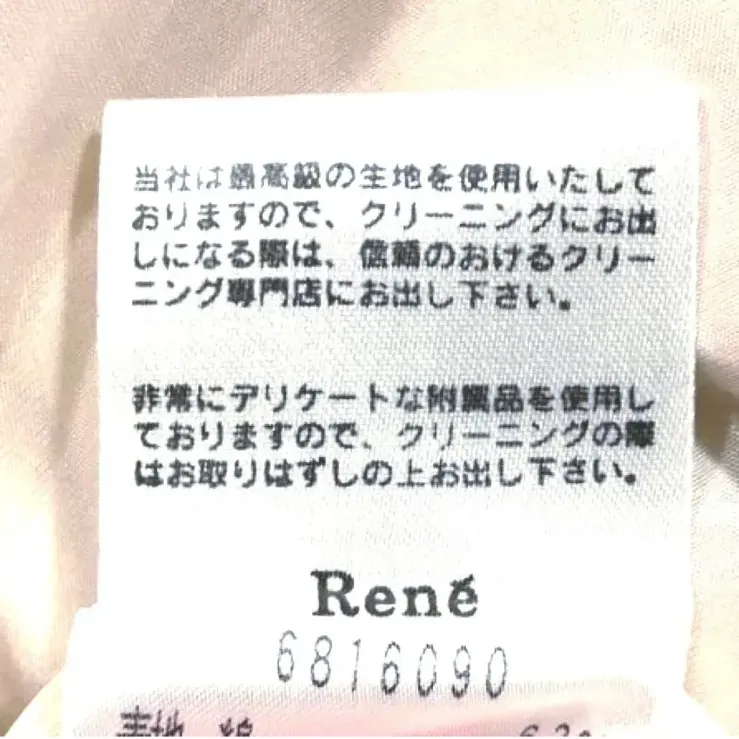 当社は最高級の生地を使用いたして
おりますので、クリーニングにお出
しになる際は、信頼のおけるクリー
ニング専門店にお出し下さい。
非常にデリケートな附属品を使用し
ておりますので、クリーニングの際
はお取りはずしの上お出し下さい。
René
6816090